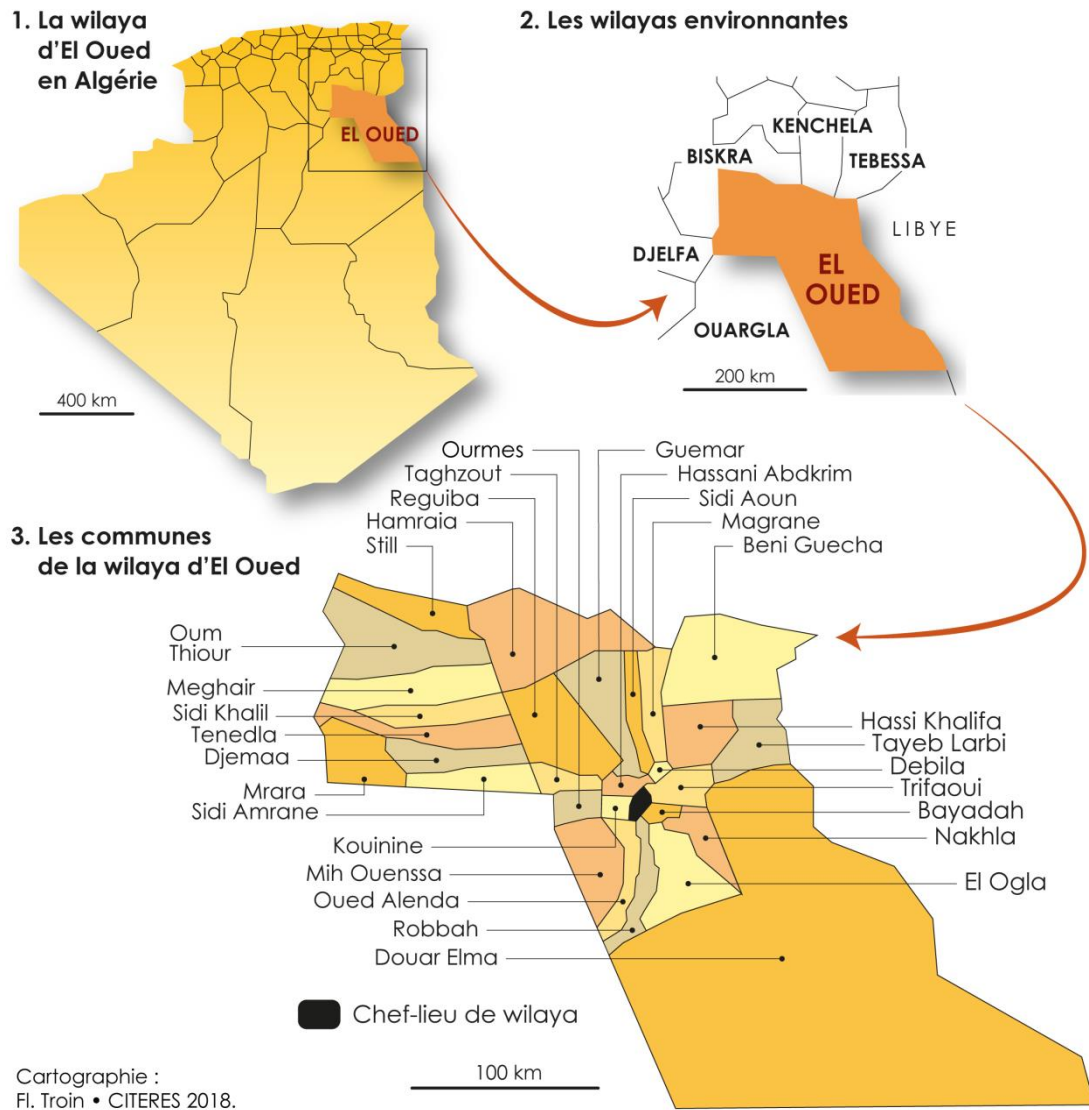 1. La wilaya
d'El Oued
en Algérie
EL OUED
400 km
2. Les wilayas environnantes
KENCHELA
BISKRA
TEBESSA
LIBYE
DJELFA
EL
OUED
OUARGLA
200 km
3. Les communes
de la wilaya d'El Oued
Ourmes
Taghzout
Reguiba
Hamraia
Still
Guemar
Hassani Abdkrim
Sidi Aoun
Magrane
Beni Guecha
Oum
Thiour
Meghair
Sidi Khalil
Tenedla
Djemaa
Mrara
Sidi Amrane
Hassi Khalifa
Tayeb Larbi
Debila
Trifaoui
Bayadah
Nakhla
El Ogla
Kouinine
Mih Ouenssa
Oued Alenda
Robbah
Douar Elma
Chef-lieu de wilaya
100 km
Cartographie :
Fl. Troin • CITERES 2018.